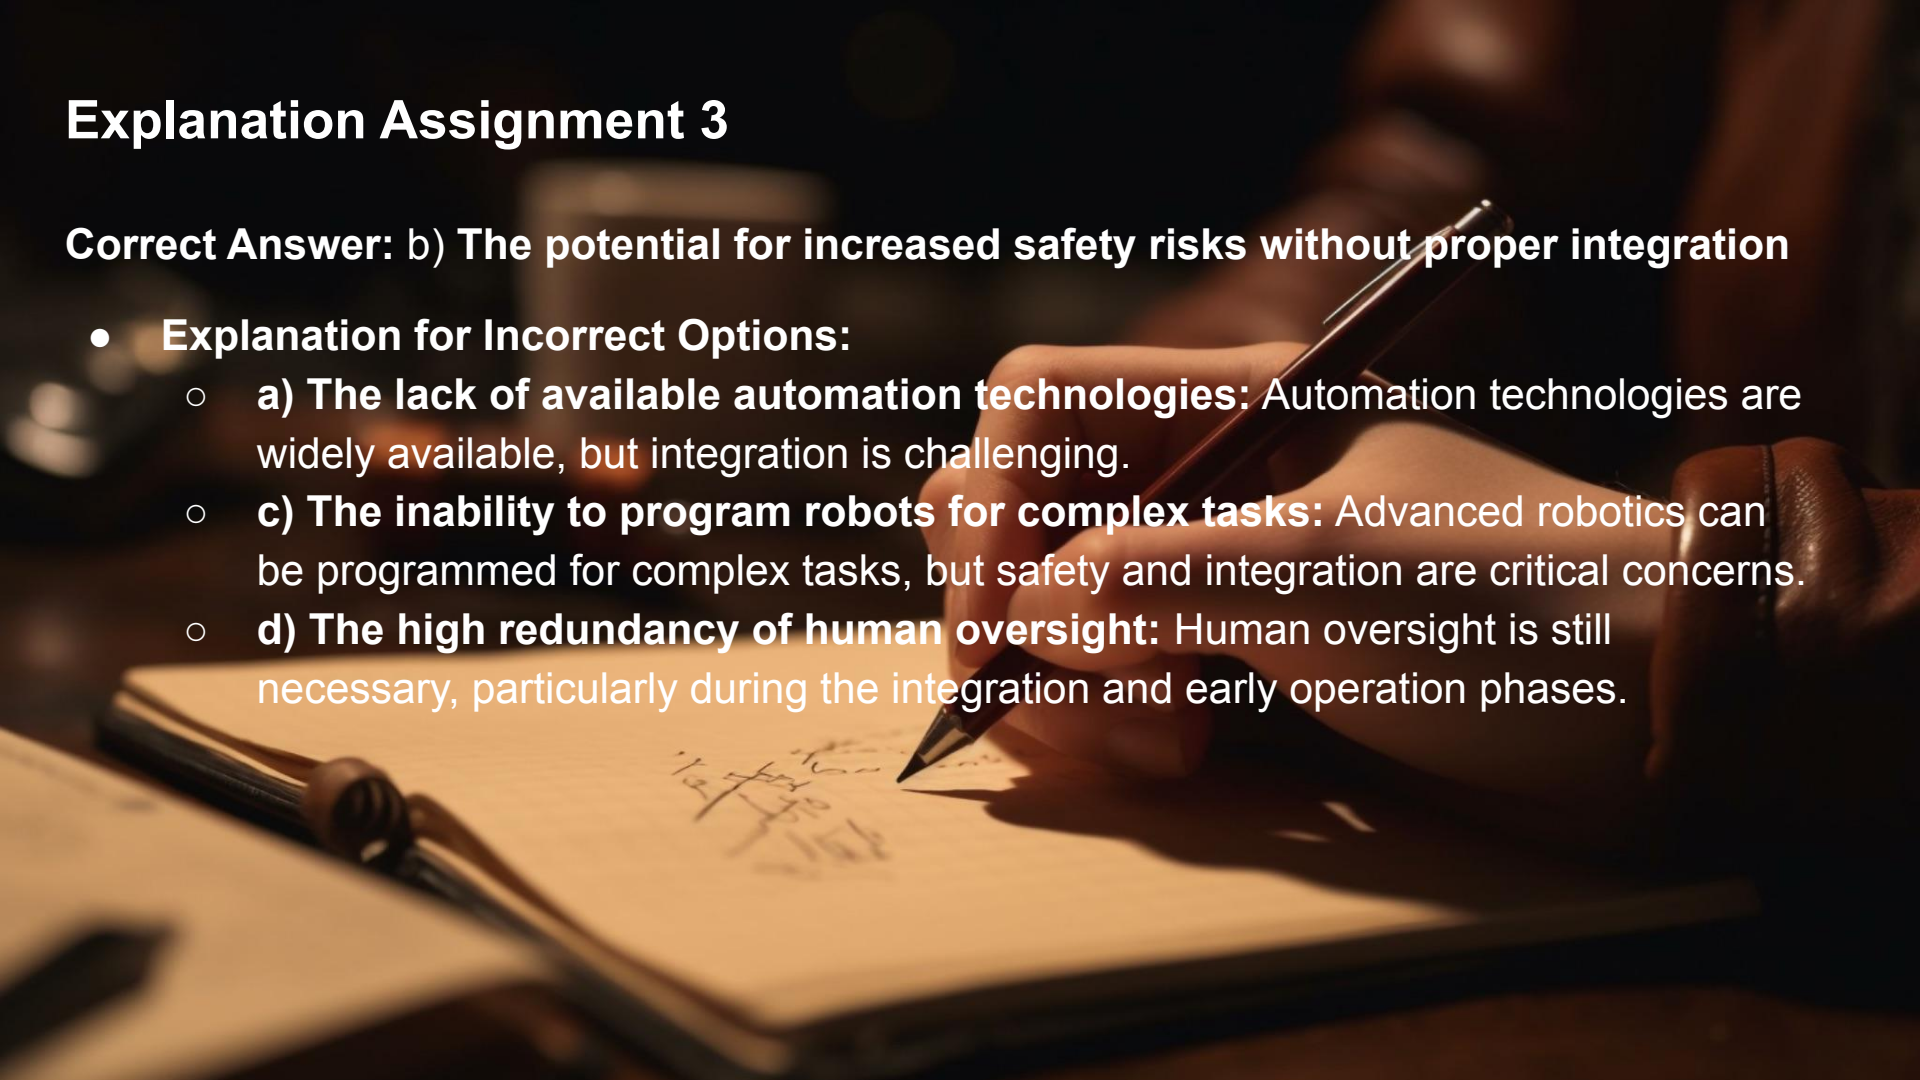 Explanation Assignment 3
Correct Answer: b) The potential for increased safety risks without proper integration
● Explanation for Incorrect Options:
○ a) The lack of available automation technologies: Automation technologies are
widely available, but integration is challenging.
○ c) The inability to program robots for complex tasks: Advanced robotics can
be programmed for complex tasks, but safety and integration are critical concerns.
○ d) The high redundancy of human oversight: Human oversight is still
necessary, particularly during the integration and early operation phases.